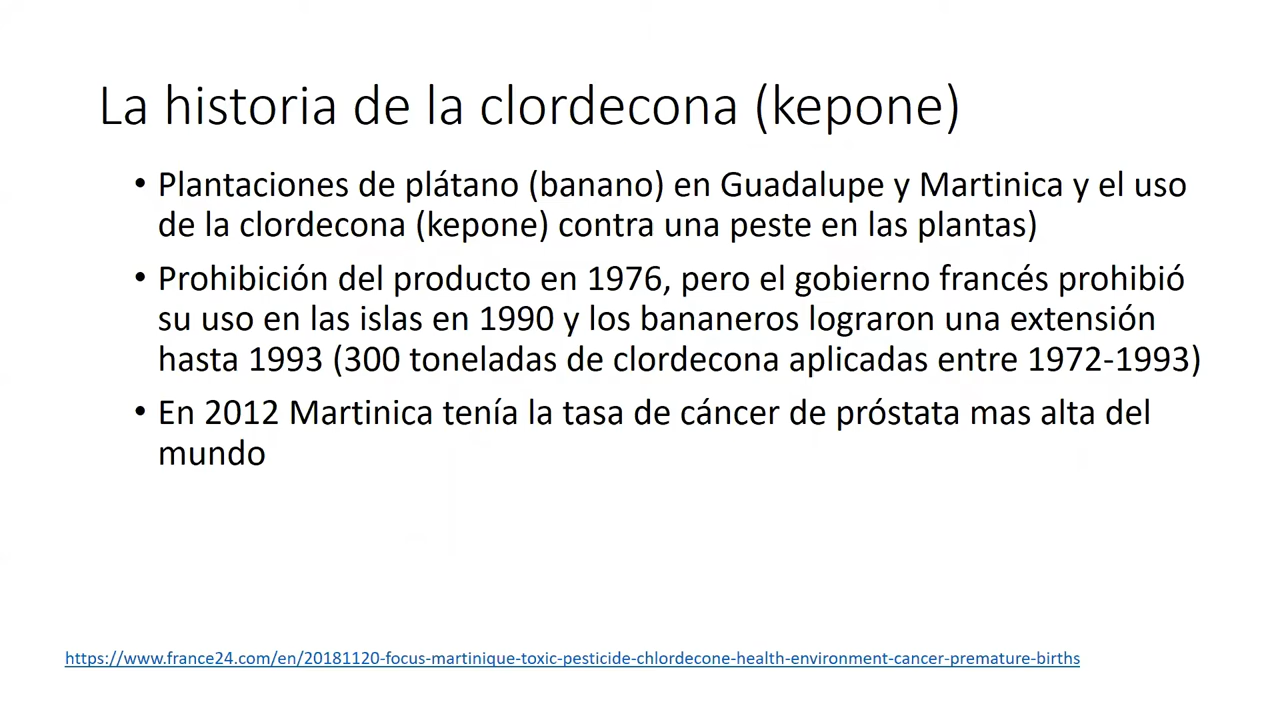 La historia de la clordecona (kepone)
• Plantaciones de plátano (banano) en Guadalupe y Martinica y el uso
de la clordecona (kepone) contra una peste en las plantas)
• Prohibición del producto en 1976, pero el gobierno francés prohibió
su uso en las islas en 1990 y los bananeros lograron una extensión
hasta 1993 (300 toneladas de clordecona aplicadas entre 1972-1993)
• En 2012 Martinica tenía la tasa de cáncer de próstata mas alta del
mundo
https://www.france24.com/en/20181120-focus-martinique-toxic-pesticide-chlordecone-health-environment-cancer-premature-births